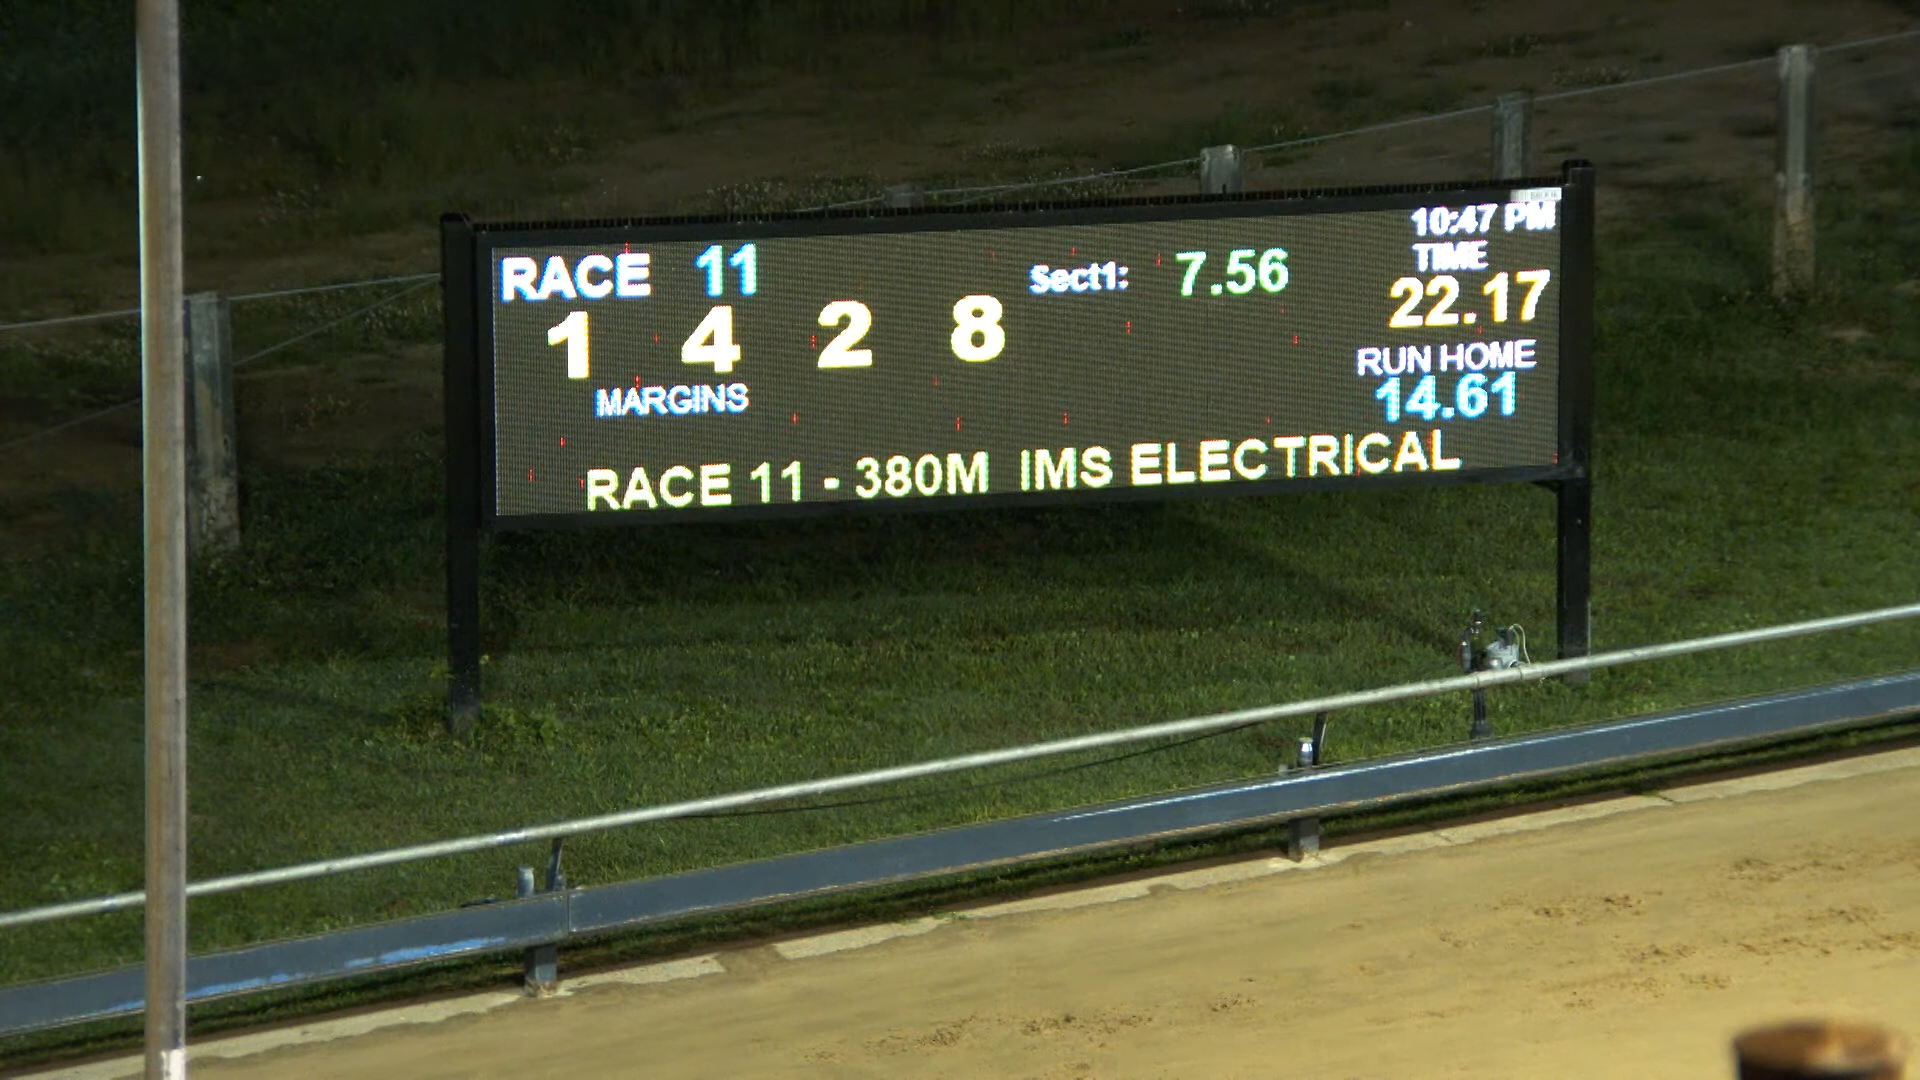 10:47 PM
RACE 11 Sect1: 7.56 TIME
1 4 2 8 22.17
MARGINS RUN HOME
14.61
RACE 11 - 380M IMS ELECTRICAL